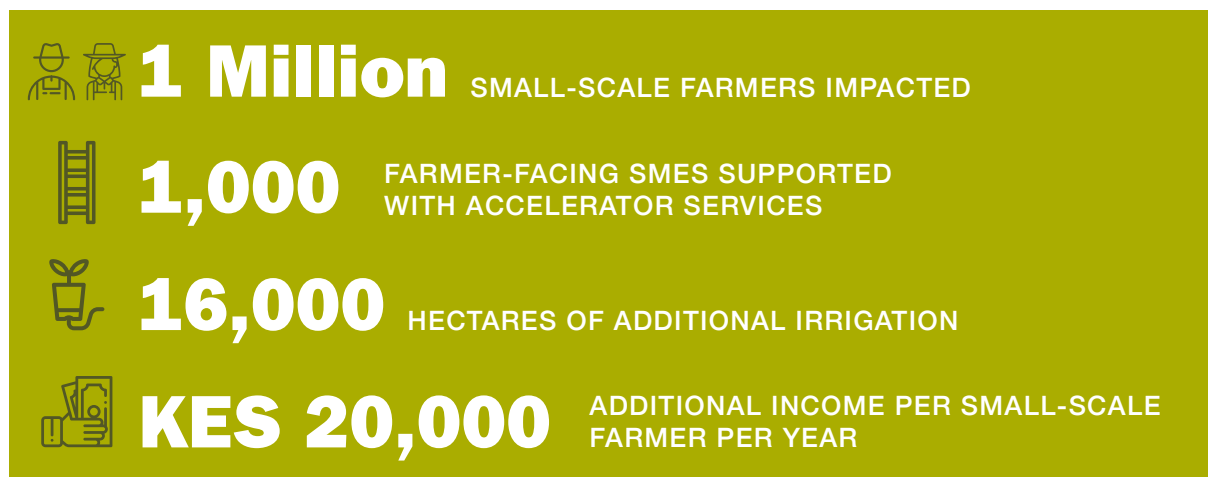 1 Million SMALL-SCALE FARMERS IMPACTED
1,000 FARMER-FACING SMES SUPPORTED
WITH ACCELERATOR SERVICES
16,000 HECTARES OF ADDITIONAL IRRIGATION
KES 20,000 ADDITIONAL INCOME PER SMALL-SCALE
FARMER PER YEAR